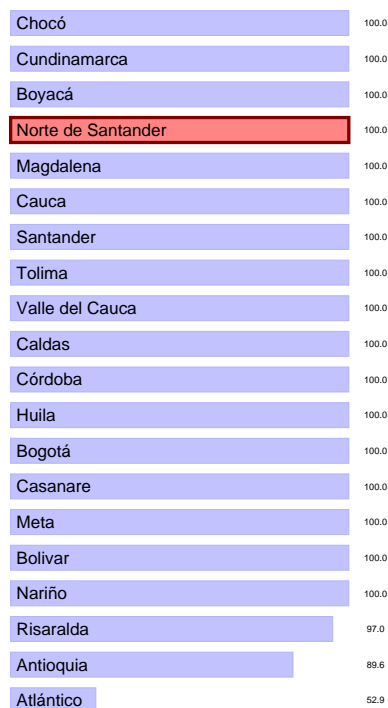 Chocó 100.0
Cundinamarca 100.0
Boyacá 100.0
Norte de Santander 100.0
Magdalena 100.0
Cauca 100.0
Santander 100.0
Tolima 100.0
Valle del Cauca 100.0
Caldas 100.0
Córdoba 100.0
Huila 100.0
Bogotá 100.0
Casanare 100.0
Meta 100.0
Bolivar 100.0
Nariño 100.0
Risaralda 97.0
Antioquia 89.6
Atlántico 52.9